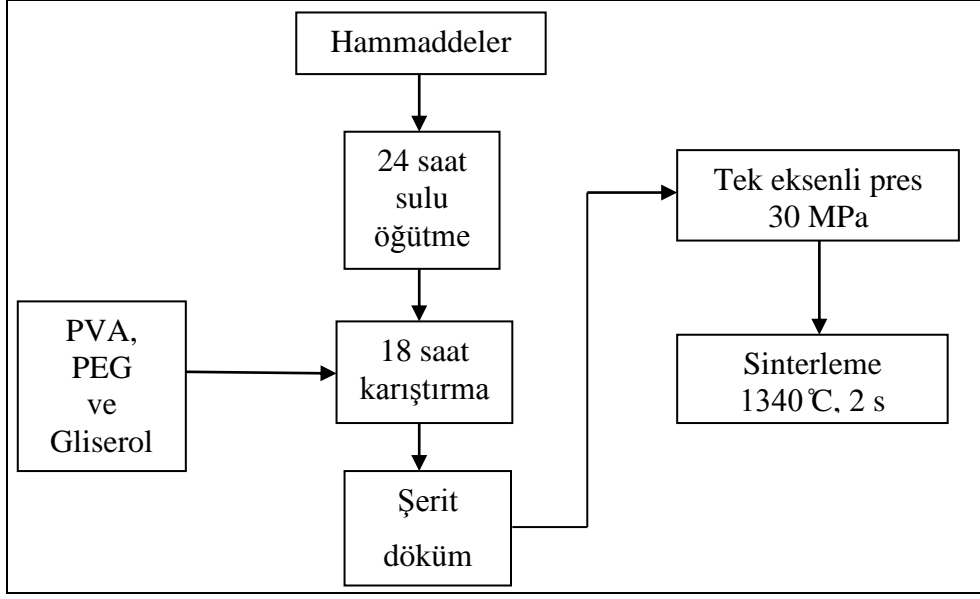 Hammaddeler
24 saat
sulu
öğütme
PVA,
PEG
ve
Gliserol
18 saat
karıştırma
Şerit
döküm
Tek eksenli pres
30 MPa
Sinterleme
1340℃, 2 s